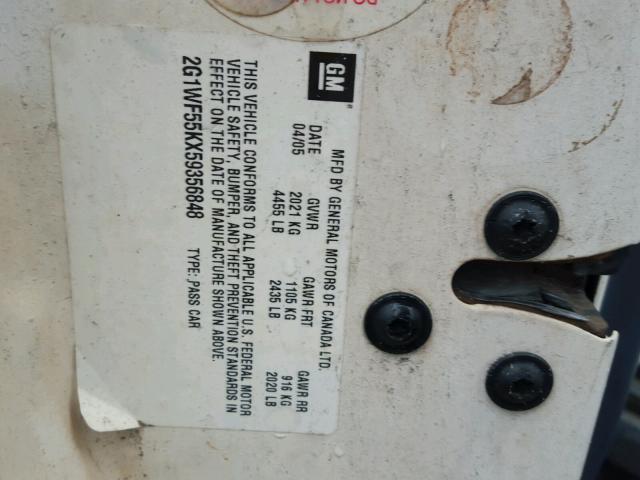 GM
MFD BY GENERAL MOTORS OF CANADA LTD.
DATE GVWR GAWR FRT GAWR RR
04/05 2021 KG 1105 KG 916 KG
4455 LB 2435 LB 2020 LB
THIS VEHICLE CONFORMS TO ALL APPLICABLE U.S. FEDERAL MOTOR
VEHICLE SAFETY, BUMPER, AND THEFT PREVENTION STANDARDS IN
EFFECT ON THE DATE OF MANUFACTURE SHOWN ABOVE.
2G1WF55KX59356848 TYPE: PASS CAR